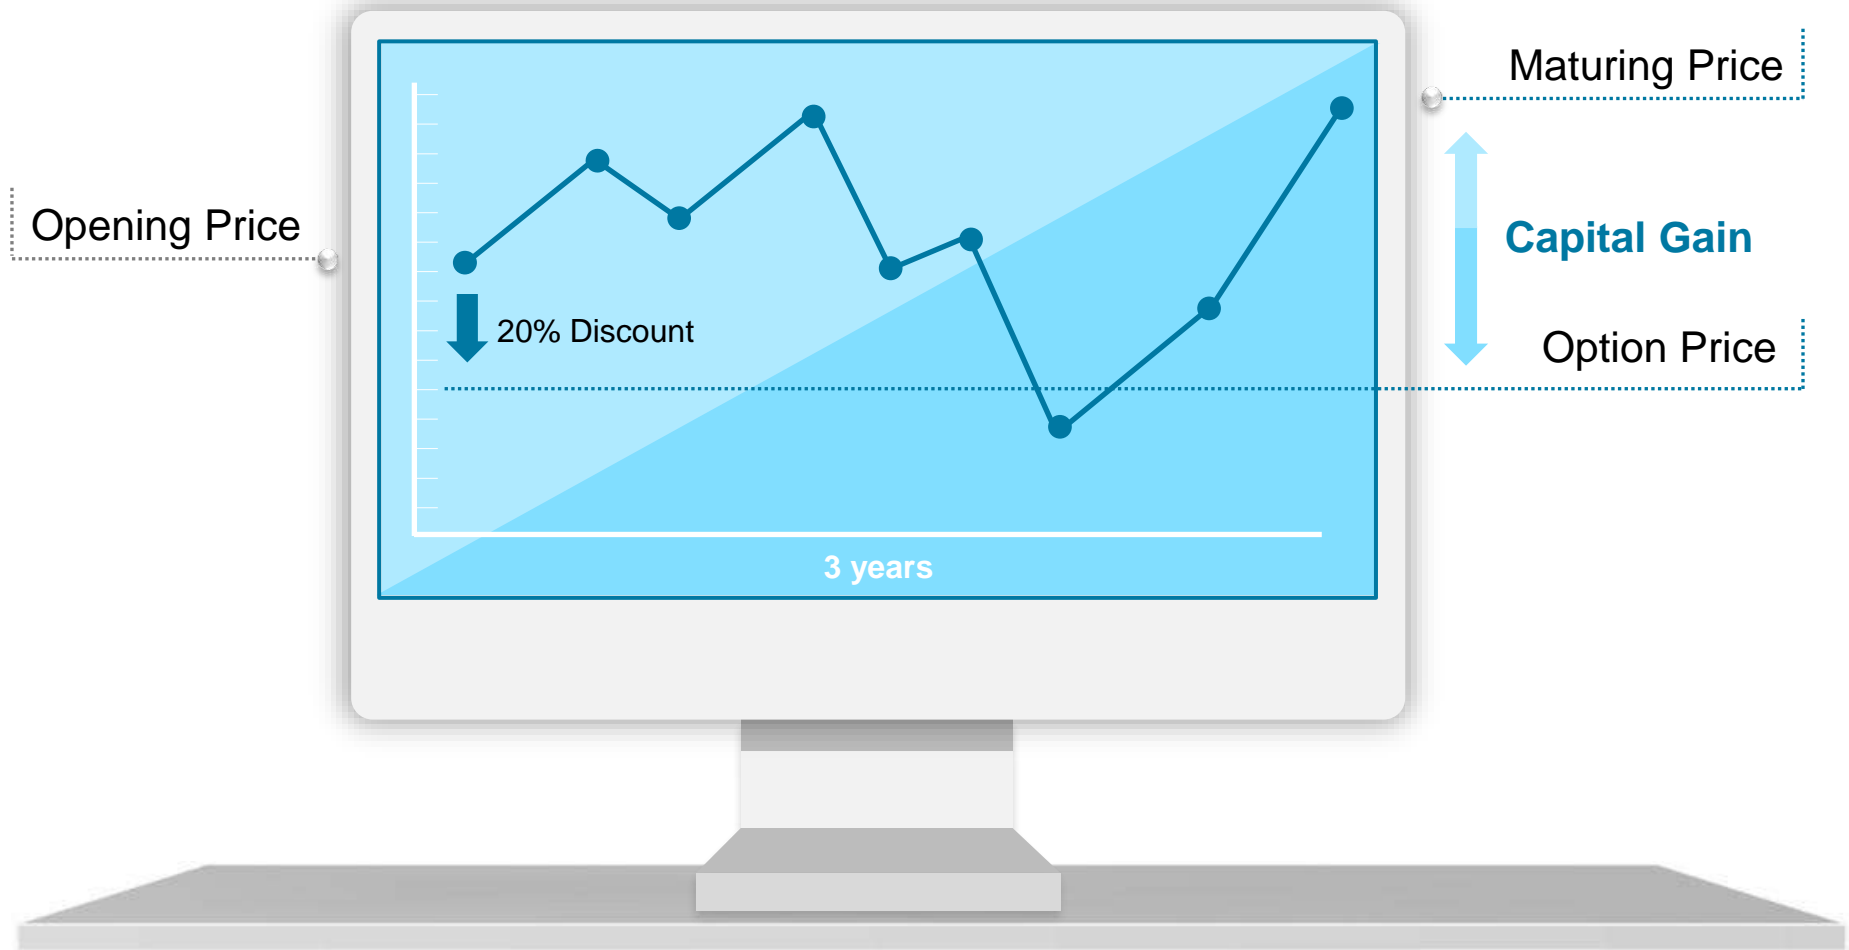 Maturing Price
Opening Price
Capital Gain
20% Discount
Option Price
3 years